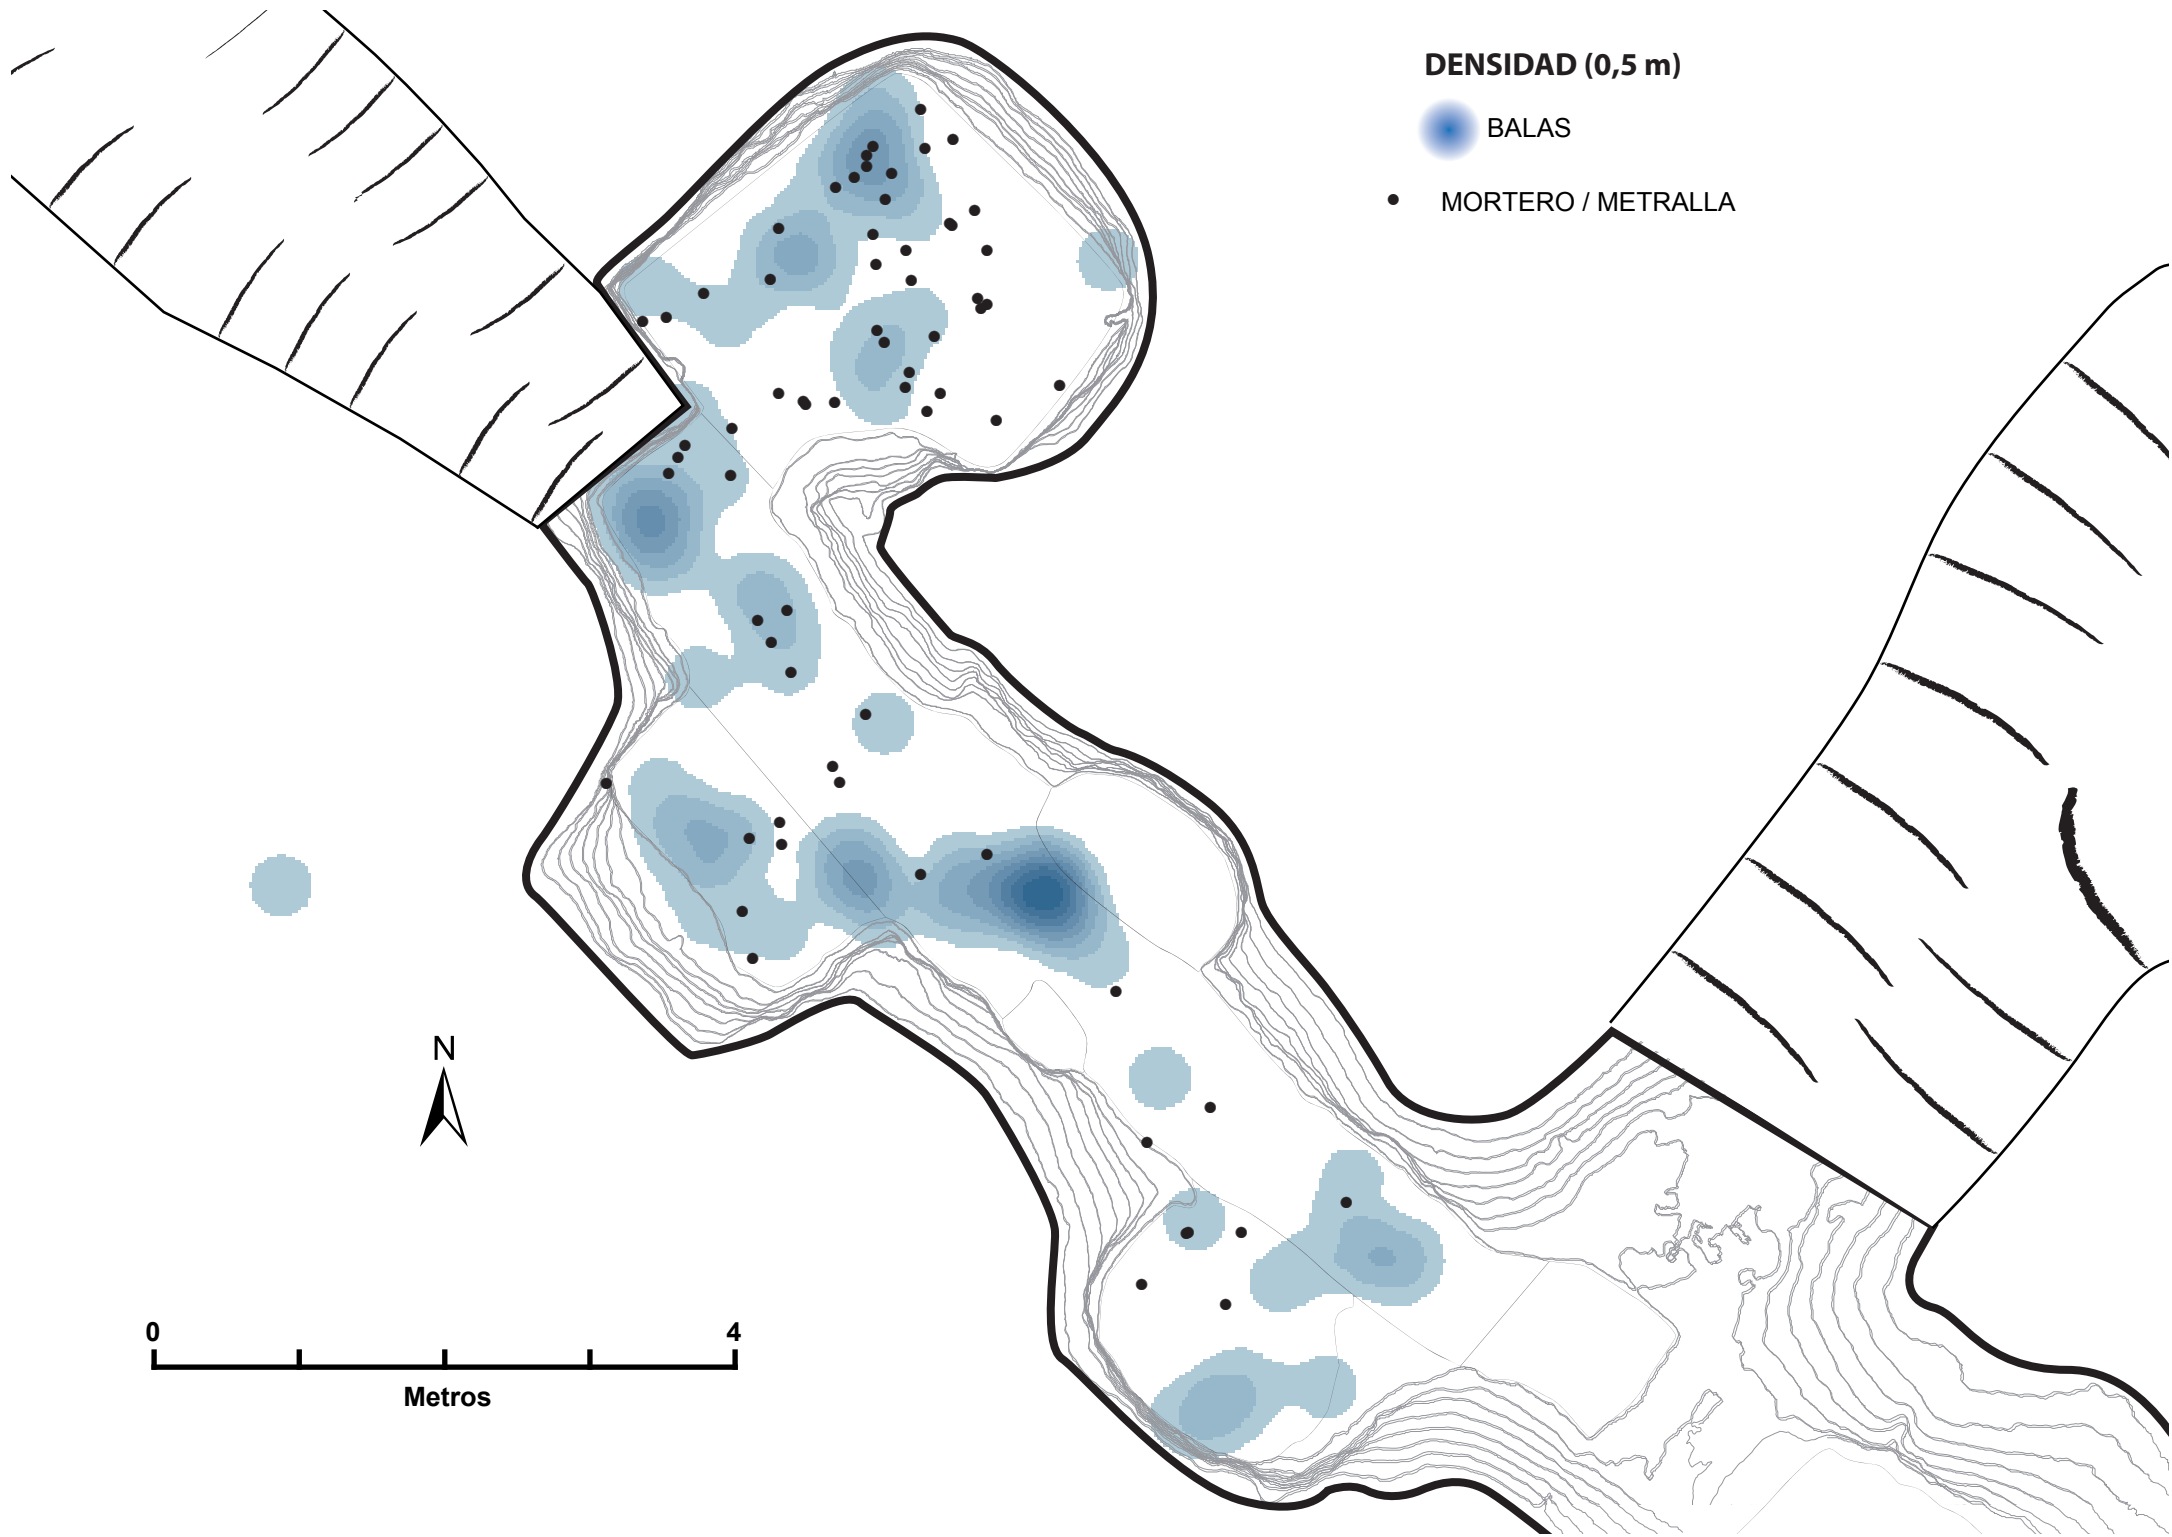 DENSIDAD (0,5 m)
BALAS
MORTERO / METRALLA
N
0 4
Metros